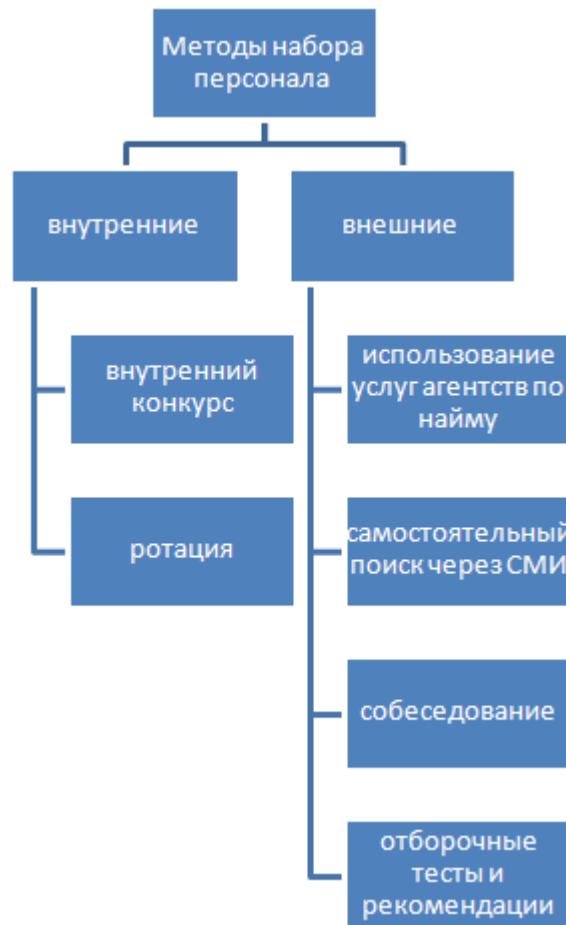 Методы набора
персонала
внутренние
внешние
внутренний
конкурс
ротация
использование
услуг агентств по
найму
самостоятельный
поиск через СМИ
собеседование
отборочные
тесты и
рекомендации